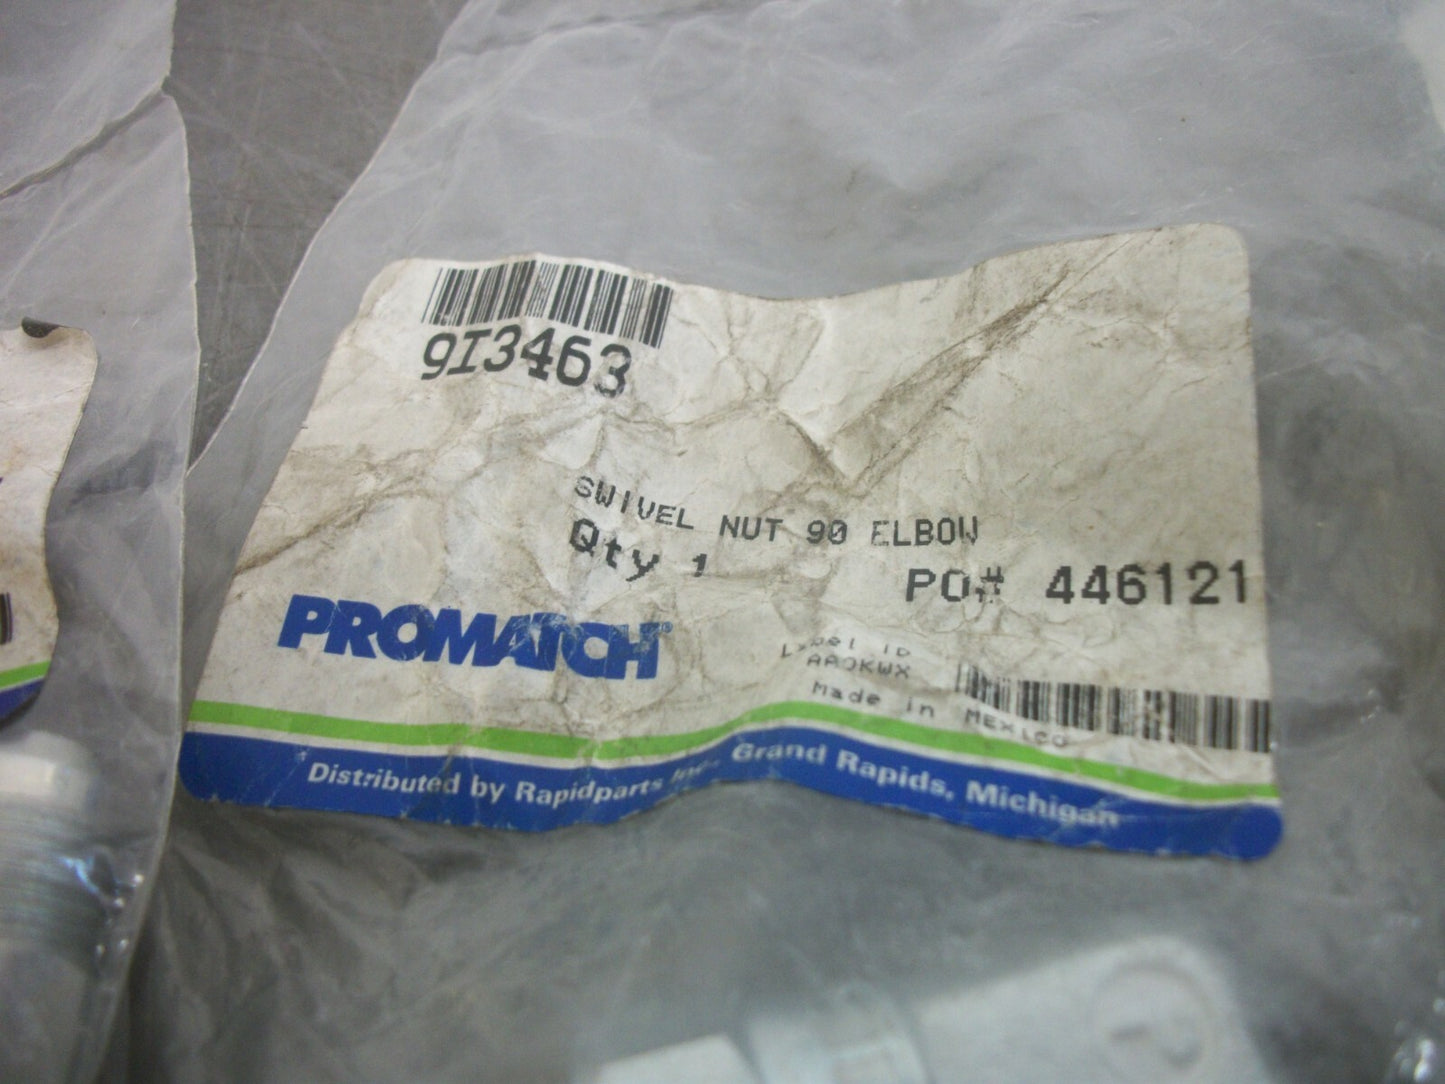 9I3463
SWIVEL NUT 90 ELBOW
Qty 1
PO# 446121
PROMATCH
Label ID
AAOKWX
Made in MEXICO
Distributed by Rapidparts Inc., Grand Rapids, Michigan